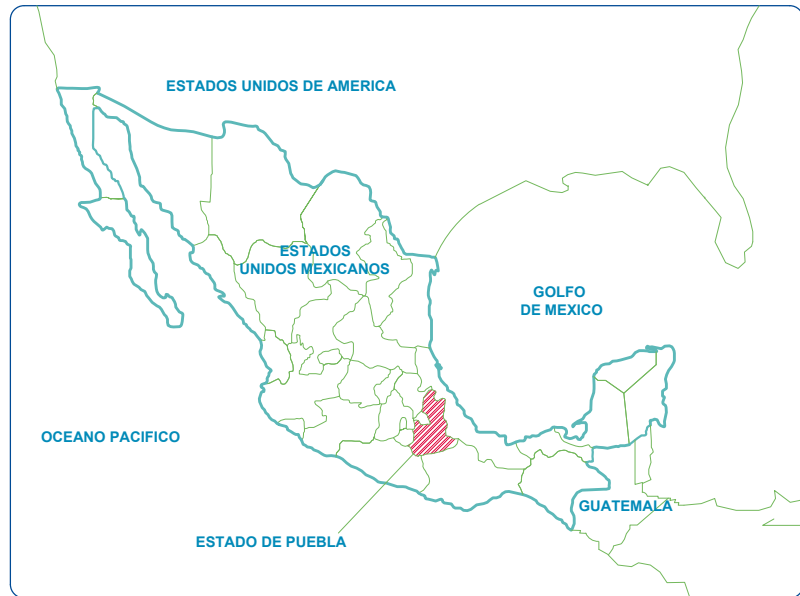 ESTADOS UNIDOS DE AMERICA
ESTADOS
UNIDOS MEXICANOS
GOLFO
DE MEXICO
OCEANO PACIFICO
GUATEMALA
ESTADO DE PUEBLA